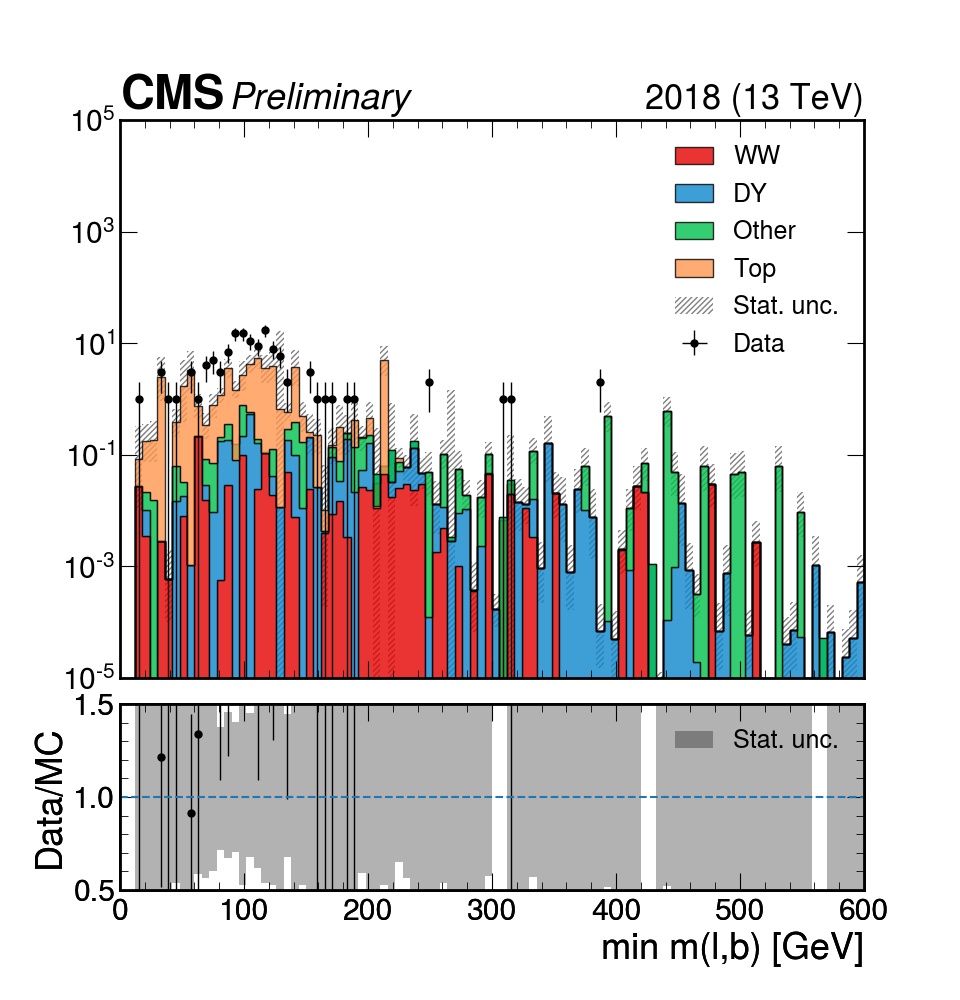 CMS Preliminary 2018 (13 TeV)
10^5
10^3
10^1
10^-1
10^-3
10^-5
WW
DY
Other
Top
Stat. unc.
Data
1.5
1.0
0.5
Data/MC
Stat. unc.
0 100 200 300 400 500 600
min m(l,b) [GeV]